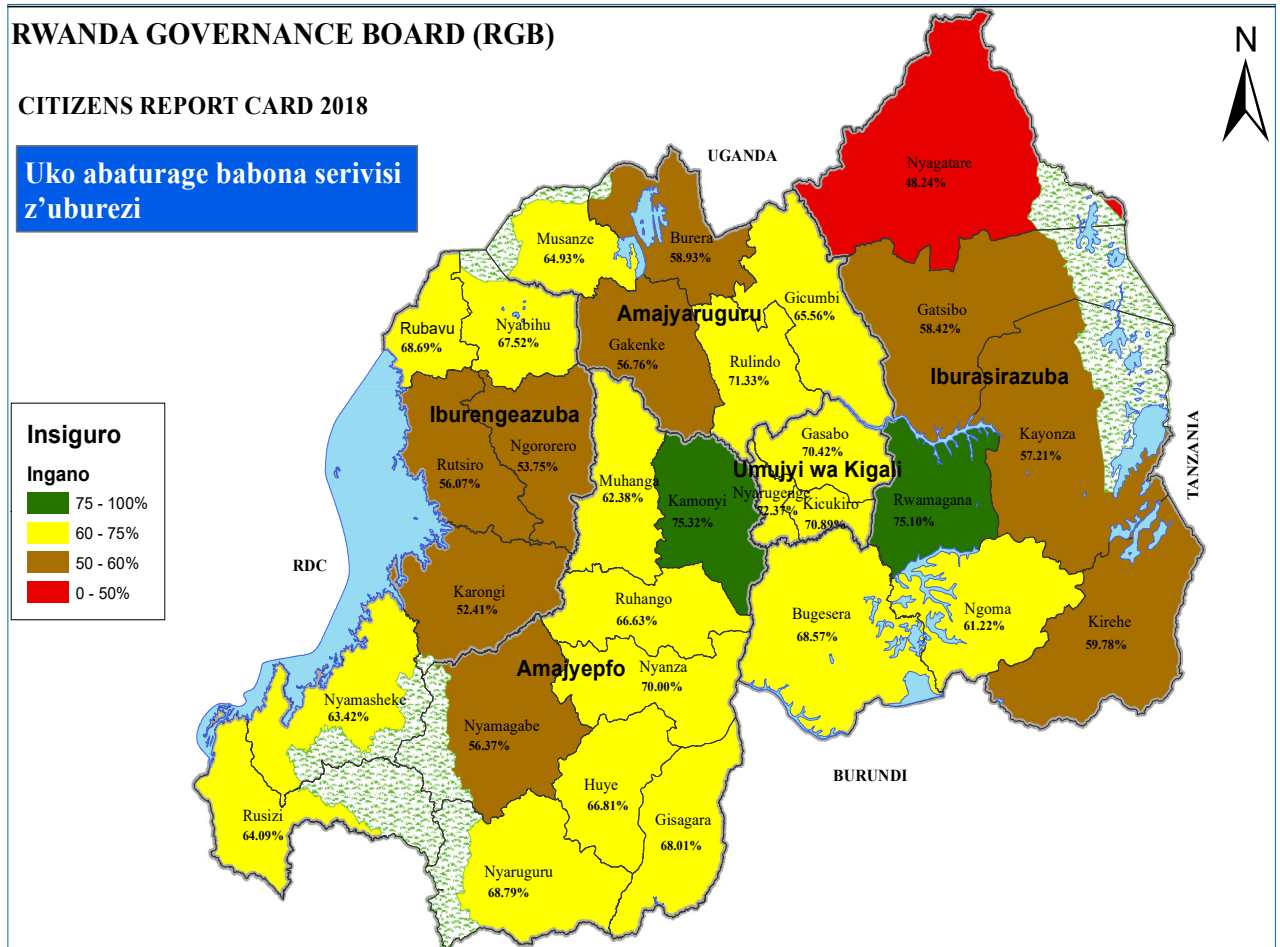 RWANDA GOVERNANCE BOARD (RGB)
CITIZENS REPORT CARD 2018
Uko abaturage babona serivisi
z’uburezi
N
UGANDA
Nyagatare
48.24%
Musanze
64.93%
Burera
58.93%
Gicumbi
65.56%
Amajyaruguru
Gatsibo
58.42%
Rubavu
68.69%
Nyabihu
67.52%
Gakenke
56.76%
Rulindo
71.33%
Iburasirazuba
Iburengeazuba
Ngororero
53.75%
Rutsiro
56.07%
Muhanga
62.38%
Kamonyi
75.32%
Gasabo
70.42%
Umujyi wa Kigali
Nyarugenge
72.37%
Kicukiro
70.89%
Rwamagana
75.10%
Kayonza
57.21%
TANZANIA
Insiguro
Ingano
75 - 100%
60 - 75%
50 - 60%
0 - 50%
RDC
Karongi
52.41%
Ruhango
66.63%
Bugesera
68.57%
Ngoma
61.22%
Kirehe
59.78%
Amajyepfo
Nyanza
70.00%
Nyamasheke
63.42%
Nyamagabe
56.37%
BURUNDI
Huye
66.81%
Gisagara
68.01%
Rusizi
64.09%
Nyaruguru
68.79%